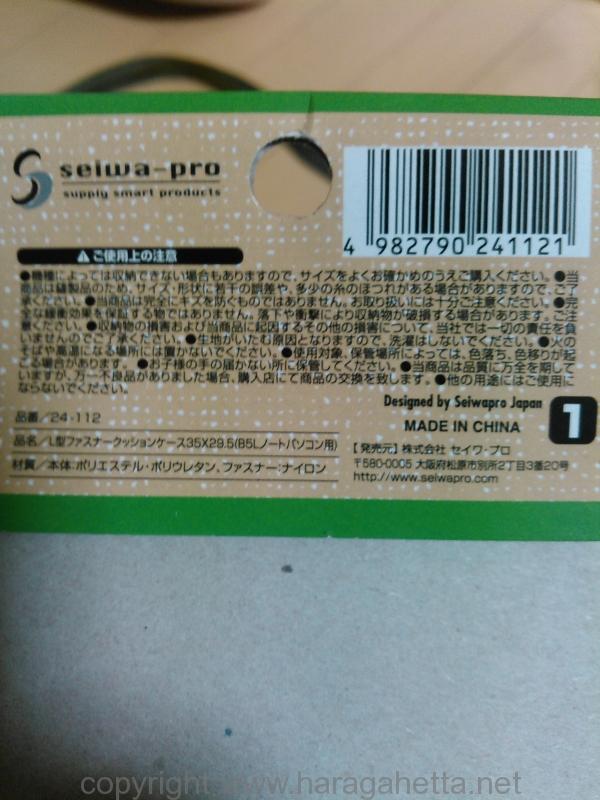 seiwa-pro
supply smart products
4 982790 241121
⚠ご使用上の注意
●機種によっては収納できない場合もありますので、サイズをよくお確かめのうえご購入ください。●当
商品は縫製品のため、サイズ・形状に若干の誤差や、多少の糸のほつれがある場合がありますので、ご了
承ください。●当商品は完全にキズを防ぐものではありません。お取り扱いには十分ご注意ください。●完
全な緩衝効果を保証する物ではありません。落下や衝撃により収納物が破損する場合があります。ご注
意ください。●収納物の損害および当商品に起因するその他の損害について、当社では一切の責任を負
いませんのでご了承ください。●生地がいたむ原因となりますので、洗濯はしないでください。●火の
そばや高温になる場所には置かないでください。●使用対象、保管場所によっては、色落ち、色移りが起
こる場合があります。●お子様の手の届かない所に保管してください。●当商品は品質に万全を期して
いますが、万一不良品がありました場合、購入店にて商品の交換を致します。●他の用途にはご使用に
ならないでください。
Designed by Seiwapro Japan
MADE IN CHINA
1
品番／24-112
品名／L型ファスナークッションケース35X29.5(B5Lノートパソコン用)
材質／本体:ポリエステル・ポリウレタン、ファスナー:ナイロン
【発売元】株式会社 セイワ・プロ
〒580-0005 大阪府松原市別所2丁目3番20号
http://www.seiwapro.com
copyright www.haragahetta.net